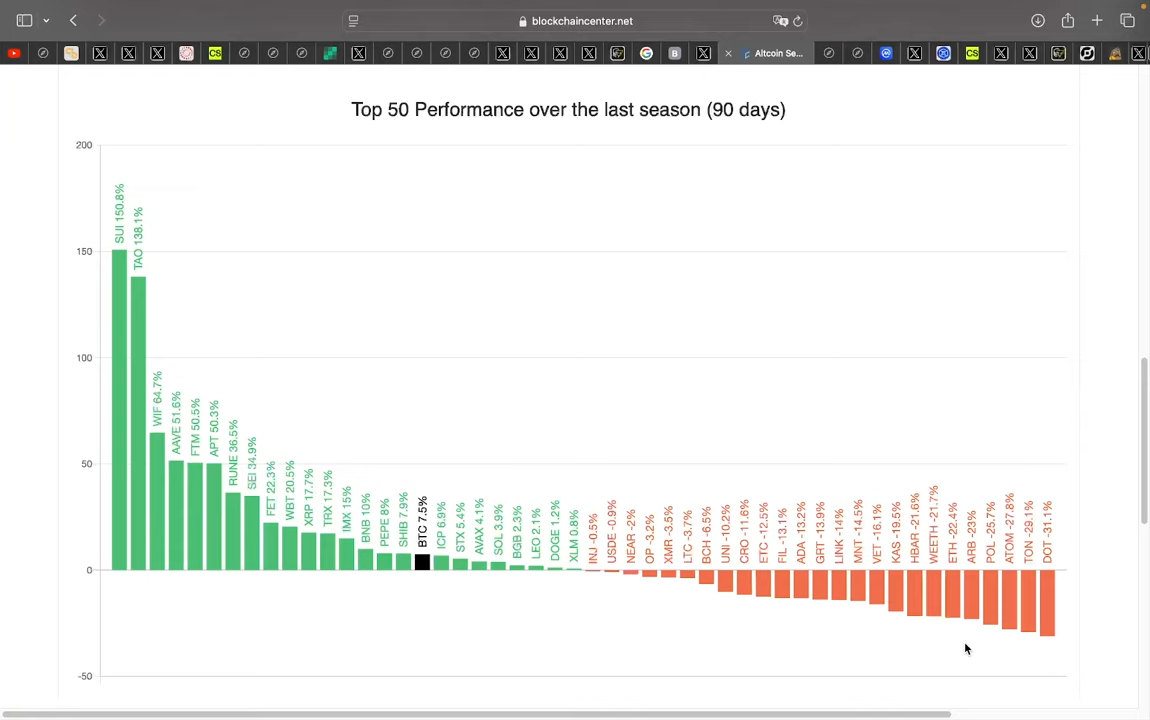 blockchaincenter.net
CS
B
Altcoin Se...
CS
Top 50 Performance over the last season (90 days)
200
150
100
50
0
-50
SUI 150.8%
TAO 138.1%
WIF 64.7%
AAVE 51.6%
FTM 50.5%
APT 50.3%
RUNE 36.5%
SEI 34.9%
FET 22.3%
WBT 20.5%
XRP 17.7%
TRX 17.3%
IMX 15%
BNB 10%
PEPE 8%
SHIB 7.9%
BTC 7.5%
ICP 6.9%
STX 5.4%
AVAX 4.1%
SOL 3.9%
BGB 2.3%
LEO 2.1%
DOGE 1.2%
XLM 0.8%
INJ -0.5%
USDE -0.9%
NEAR -2%
OP -3.2%
XMR -3.5%
LTC -3.7%
BCH -6.5%
UNI -10.2%
CRO -11.6%
ETC -12.5%
FIL -13.1%
ADA -13.2%
GRT -13.9%
LINK -14%
MNT -14.5%
VET -16.1%
KAS -19.5%
HBAR -21.6%
WEETH -21.7%
ETH -22.4%
ARB -23%
POL -25.7%
ATOM -27.8%
TON -29.1%
DOT -31.1%